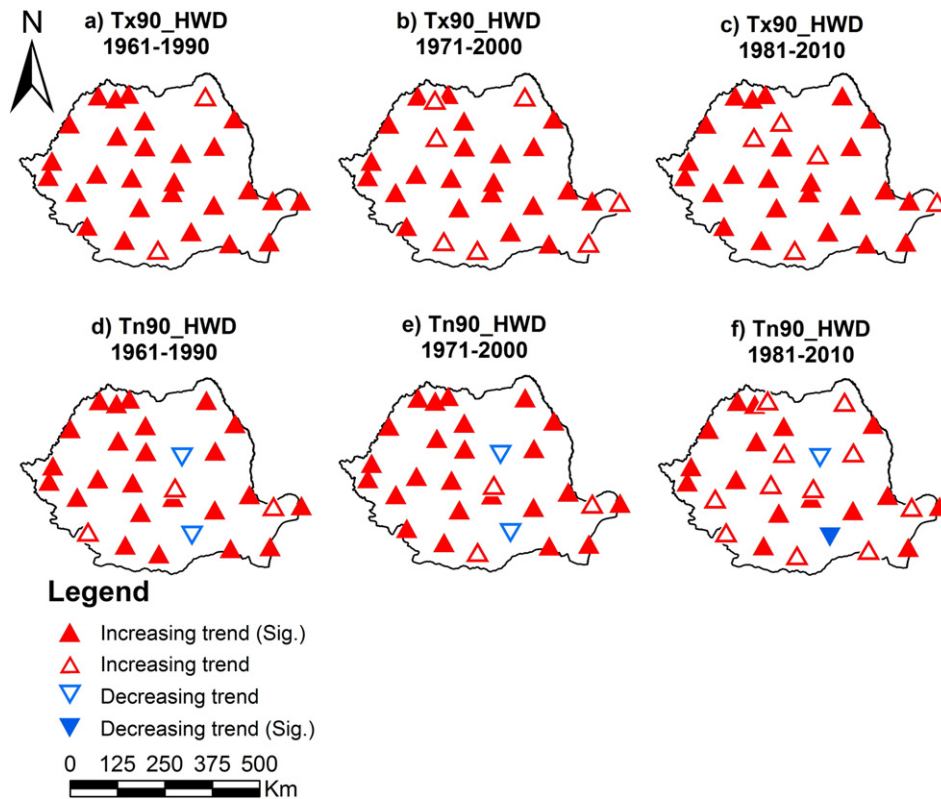 N
a) Tx90_HWD
1961-1990
b) Tx90_HWD
1971-2000
c) Tx90_HWD
1981-2010
d) Tn90_HWD
1961-1990
e) Tn90_HWD
1971-2000
f) Tn90_HWD
1981-2010
Legend
Increasing trend (Sig.)
Increasing trend
Decreasing trend
Decreasing trend (Sig.)
0 125 250 375 500
Km